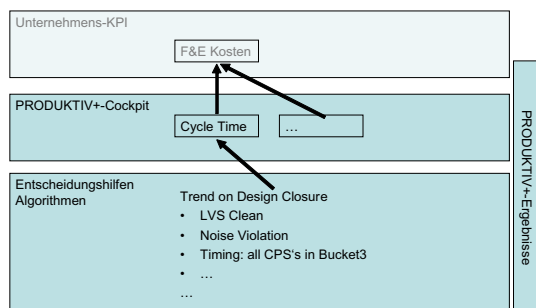 Unternehmens-KPI
F&E Kosten
PRODUKTIV+-Cockpit
Cycle Time
…
Entscheidungshilfen
Algorithmen
Trend on Design Closure
• LVS Clean
• Noise Violation
• Timing: all CPS's in Bucket3
• …
…
PRODUKTIV+-Ergebnisse